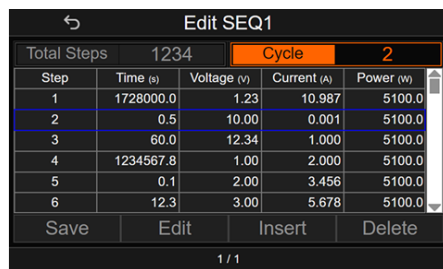 Edit SEQ1
Total Steps 1234 Cycle 2
Step Time (s) Voltage (V) Current (A) Power (W)
1 1728000.0 1.23 10.987 5100.0
2 0.5 10.00 0.001 5100.0
3 60.0 12.34 1.000 5100.0
4 1234567.8 1.00 2.000 5100.0
5 0.1 2.00 3.456 5100.0
6 12.3 3.00 5.678 5100.0
Save Edit Insert Delete
1 / 1